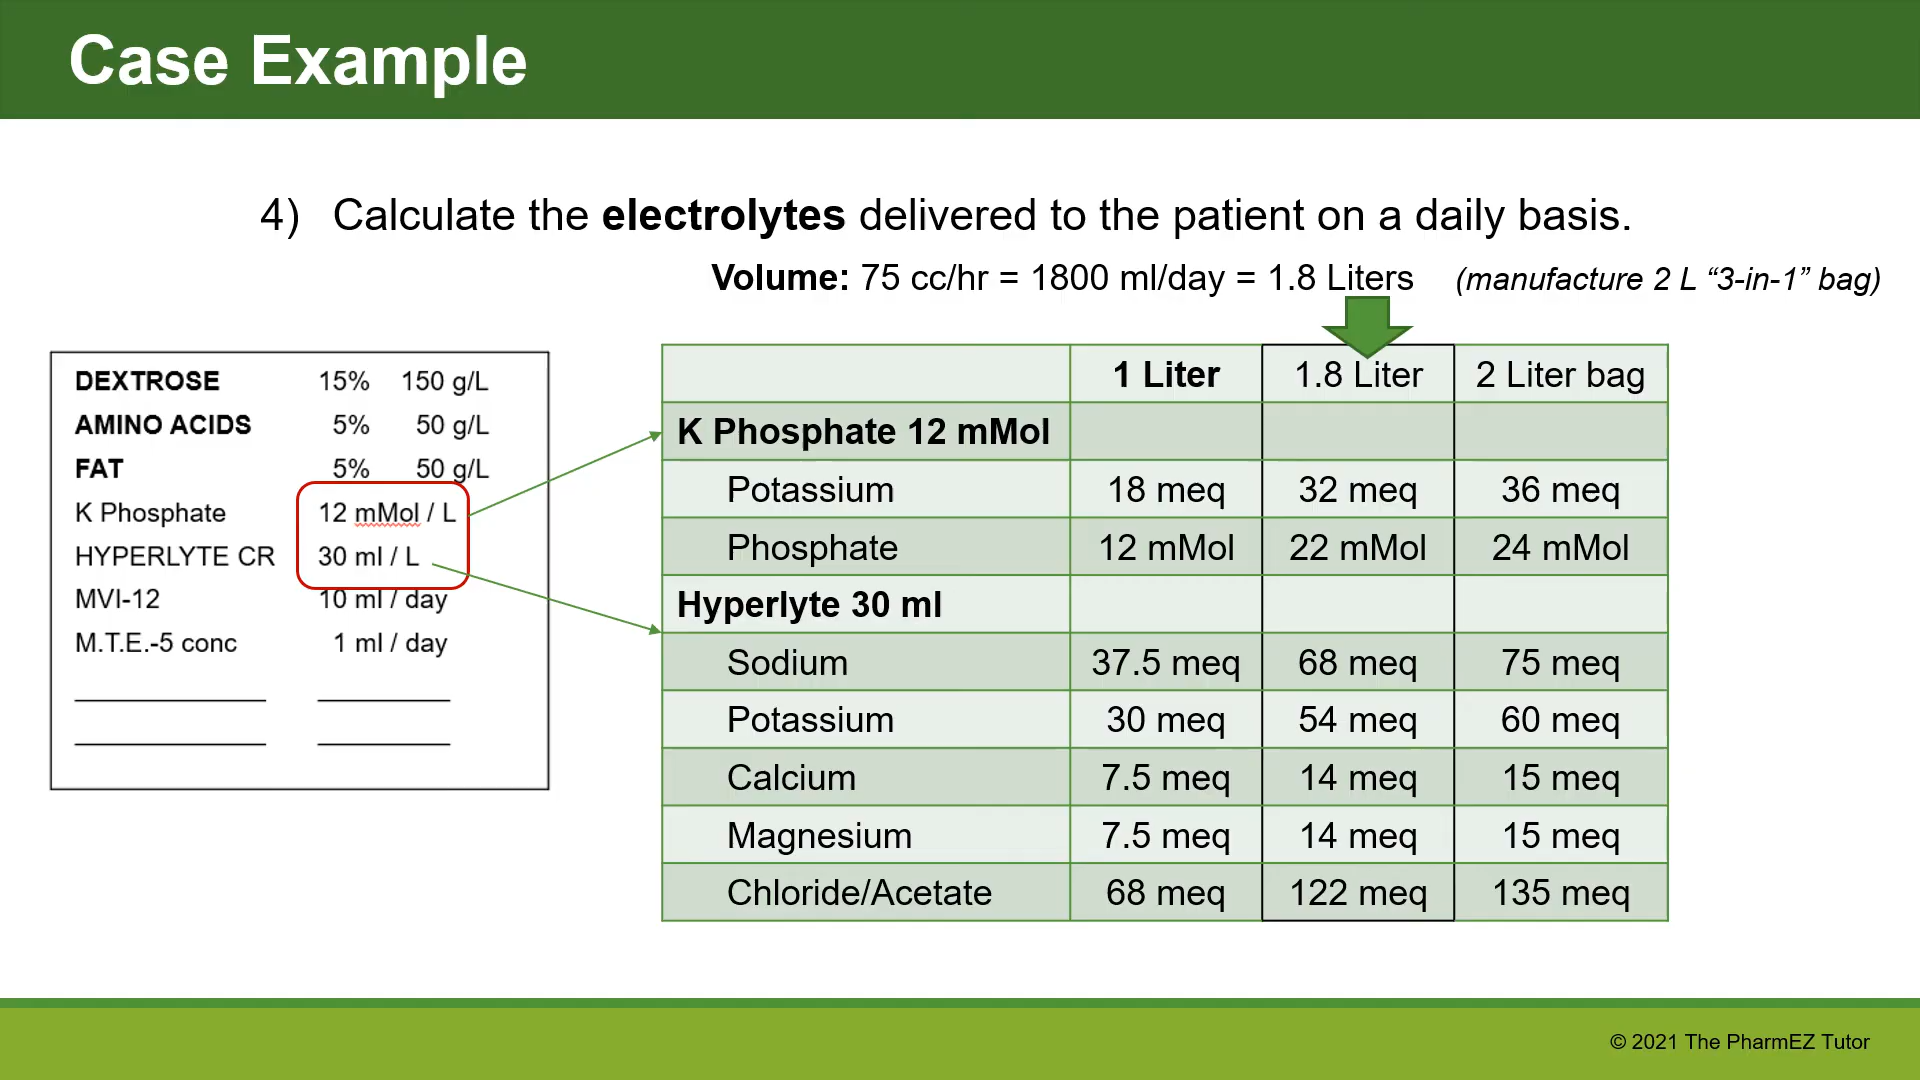 Case Example
4) Calculate the electrolytes delivered to the patient on a daily basis.
Volume: 75 cc/hr = 1800 ml/day = 1.8 Liters (manufacture 2 L “3-in-1” bag)
DEXTROSE 15% 150 g/L
AMINO ACIDS 5% 50 g/L
FAT 5% 50 g/L
K Phosphate 12 mMol / L
HYPERLYTE CR 30 ml / L
MVI-12 10 ml / day
M.T.E.-5 conc 1 ml / day
1 Liter 1.8 Liter 2 Liter bag
K Phosphate 12 mMol
Potassium 18 meq 32 meq 36 meq
Phosphate 12 mMol 22 mMol 24 mMol
Hyperlyte 30 ml
Sodium 37.5 meq 68 meq 75 meq
Potassium 30 meq 54 meq 60 meq
Calcium 7.5 meq 14 meq 15 meq
Magnesium 7.5 meq 14 meq 15 meq
Chloride/Acetate 68 meq 122 meq 135 meq
© 2021 The PharmEZ Tutor